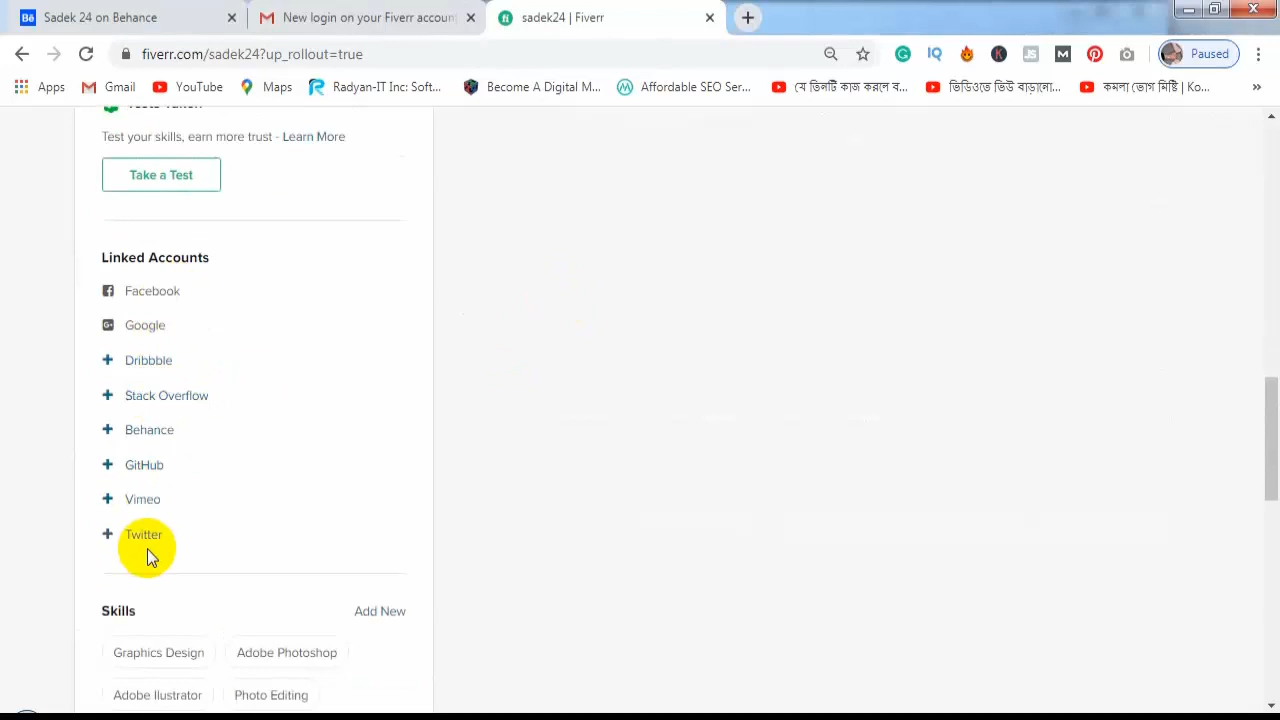 Sadek 24 on Behance
New login on your Fiverr accoun
sadek24 | Fiverr
fiverr.com/sadek24?up_rollout=true
Paused
Apps
Gmail
YouTube
Maps
Radyan-IT Inc: Soft...
Become A Digital M...
Affordable SEO Ser...
যে তিনটি কাজ করলে ব...
ভিডিওতে ভিউ বাড়ানো...
কমলা ভোগ মিষ্টি | Ko...
»
Tests Taken
Test your skills, earn more trust - Learn More
Take a Test
Linked Accounts
Facebook
Google
Dribbble
Stack Overflow
Behance
GitHub
Vimeo
Twitter
Skills
Add New
Graphics Design
Adobe Photoshop
Adobe Ilustrator
Photo Editing